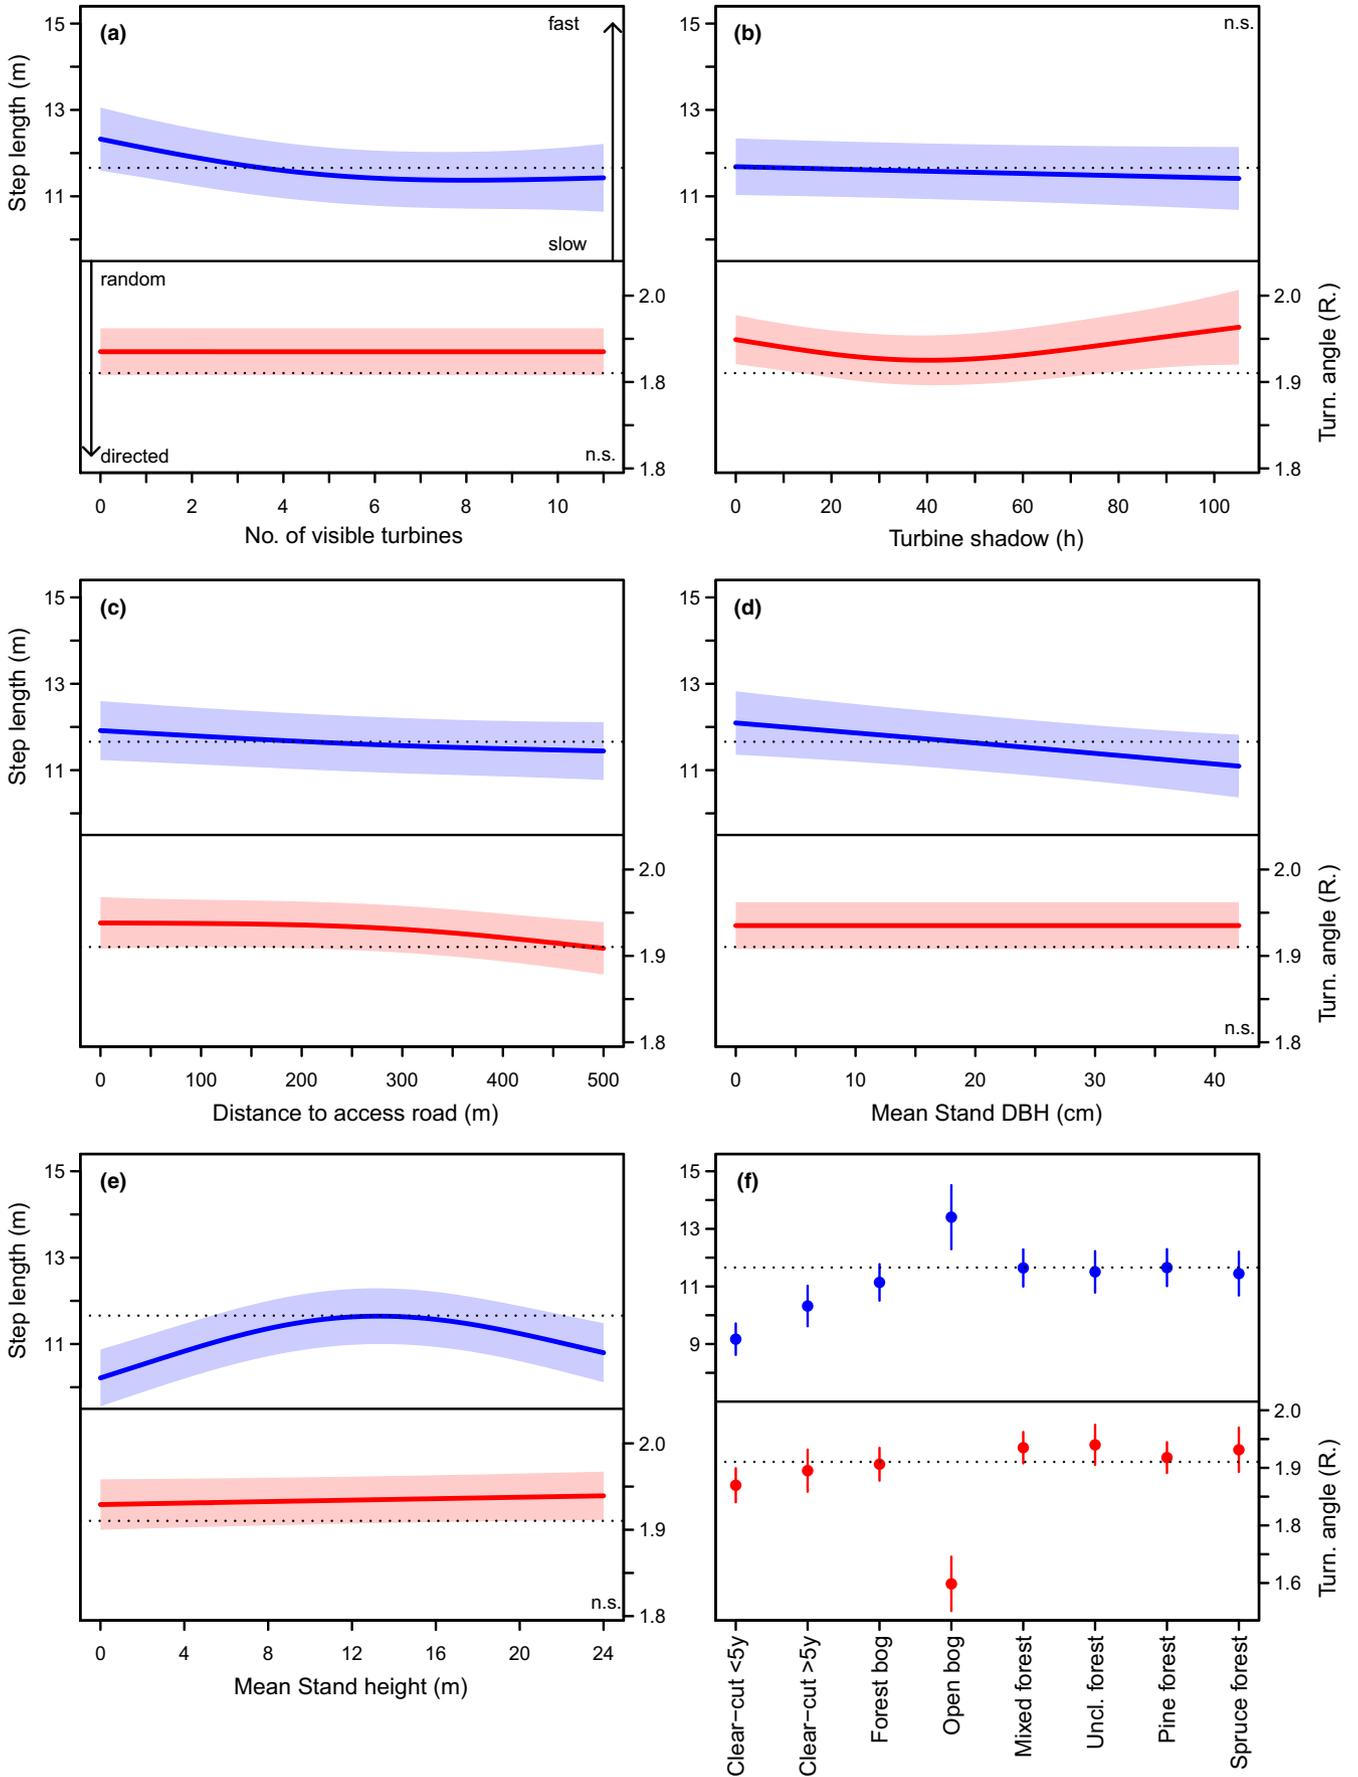 (a)
fast
15
13
11
Step length (m)
slow
random
2.0
1.8
directed
n.s.
1.8
0 2 4 6 8 10
No. of visible turbines
(b)
n.s.
15
13
11
2.0
1.9
1.8
Turn. angle (R.)
0 20 40 60 80 100
Turbine shadow (h)
(c)
15
13
11
Step length (m)
2.0
1.9
1.8
0 100 200 300 400 500
Distance to access road (m)
(d)
15
13
11
2.0
1.9
1.8
Turn. angle (R.)
n.s.
0 10 20 30 40
Mean Stand DBH (cm)
(e)
15
13
11
Step length (m)
2.0
1.9
1.8
n.s.
0 4 8 12 16 20 24
Mean Stand height (m)
(f)
15
13
11
9
2.0
1.9
1.8
1.6
Turn. angle (R.)
Clear−cut <5y
Clear−cut >5y
Forest bog
Open bog
Mixed forest
Uncl. forest
Pine forest
Spruce forest